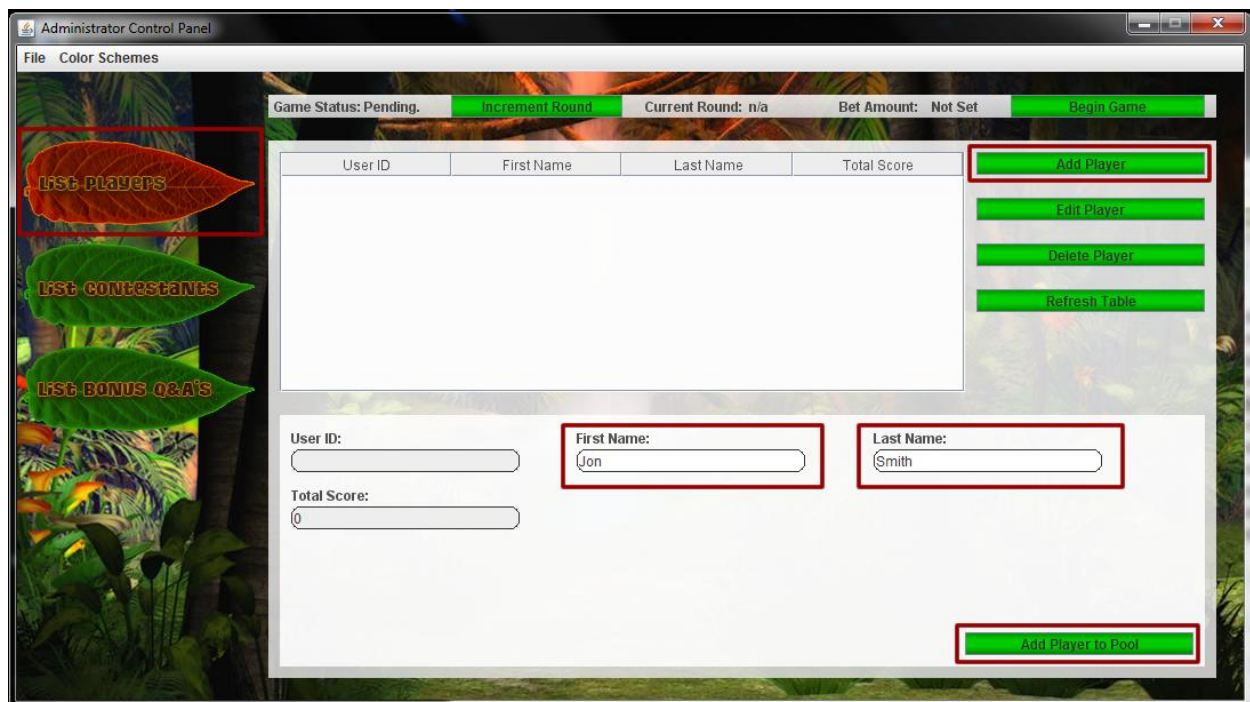 Administrator Control Panel
File Color Schemes
Game Status: Pending. Increment Round Current Round: n/a Bet Amount: Not Set Begin Game
List Players
List Contestants
List Bonus Q&A's
User ID First Name Last Name Total Score
Add Player
Edit Player
Delete Player
Refresh Table
User ID: First Name: Last Name:
Jon Smith
Total Score:
0
Add Player to Pool